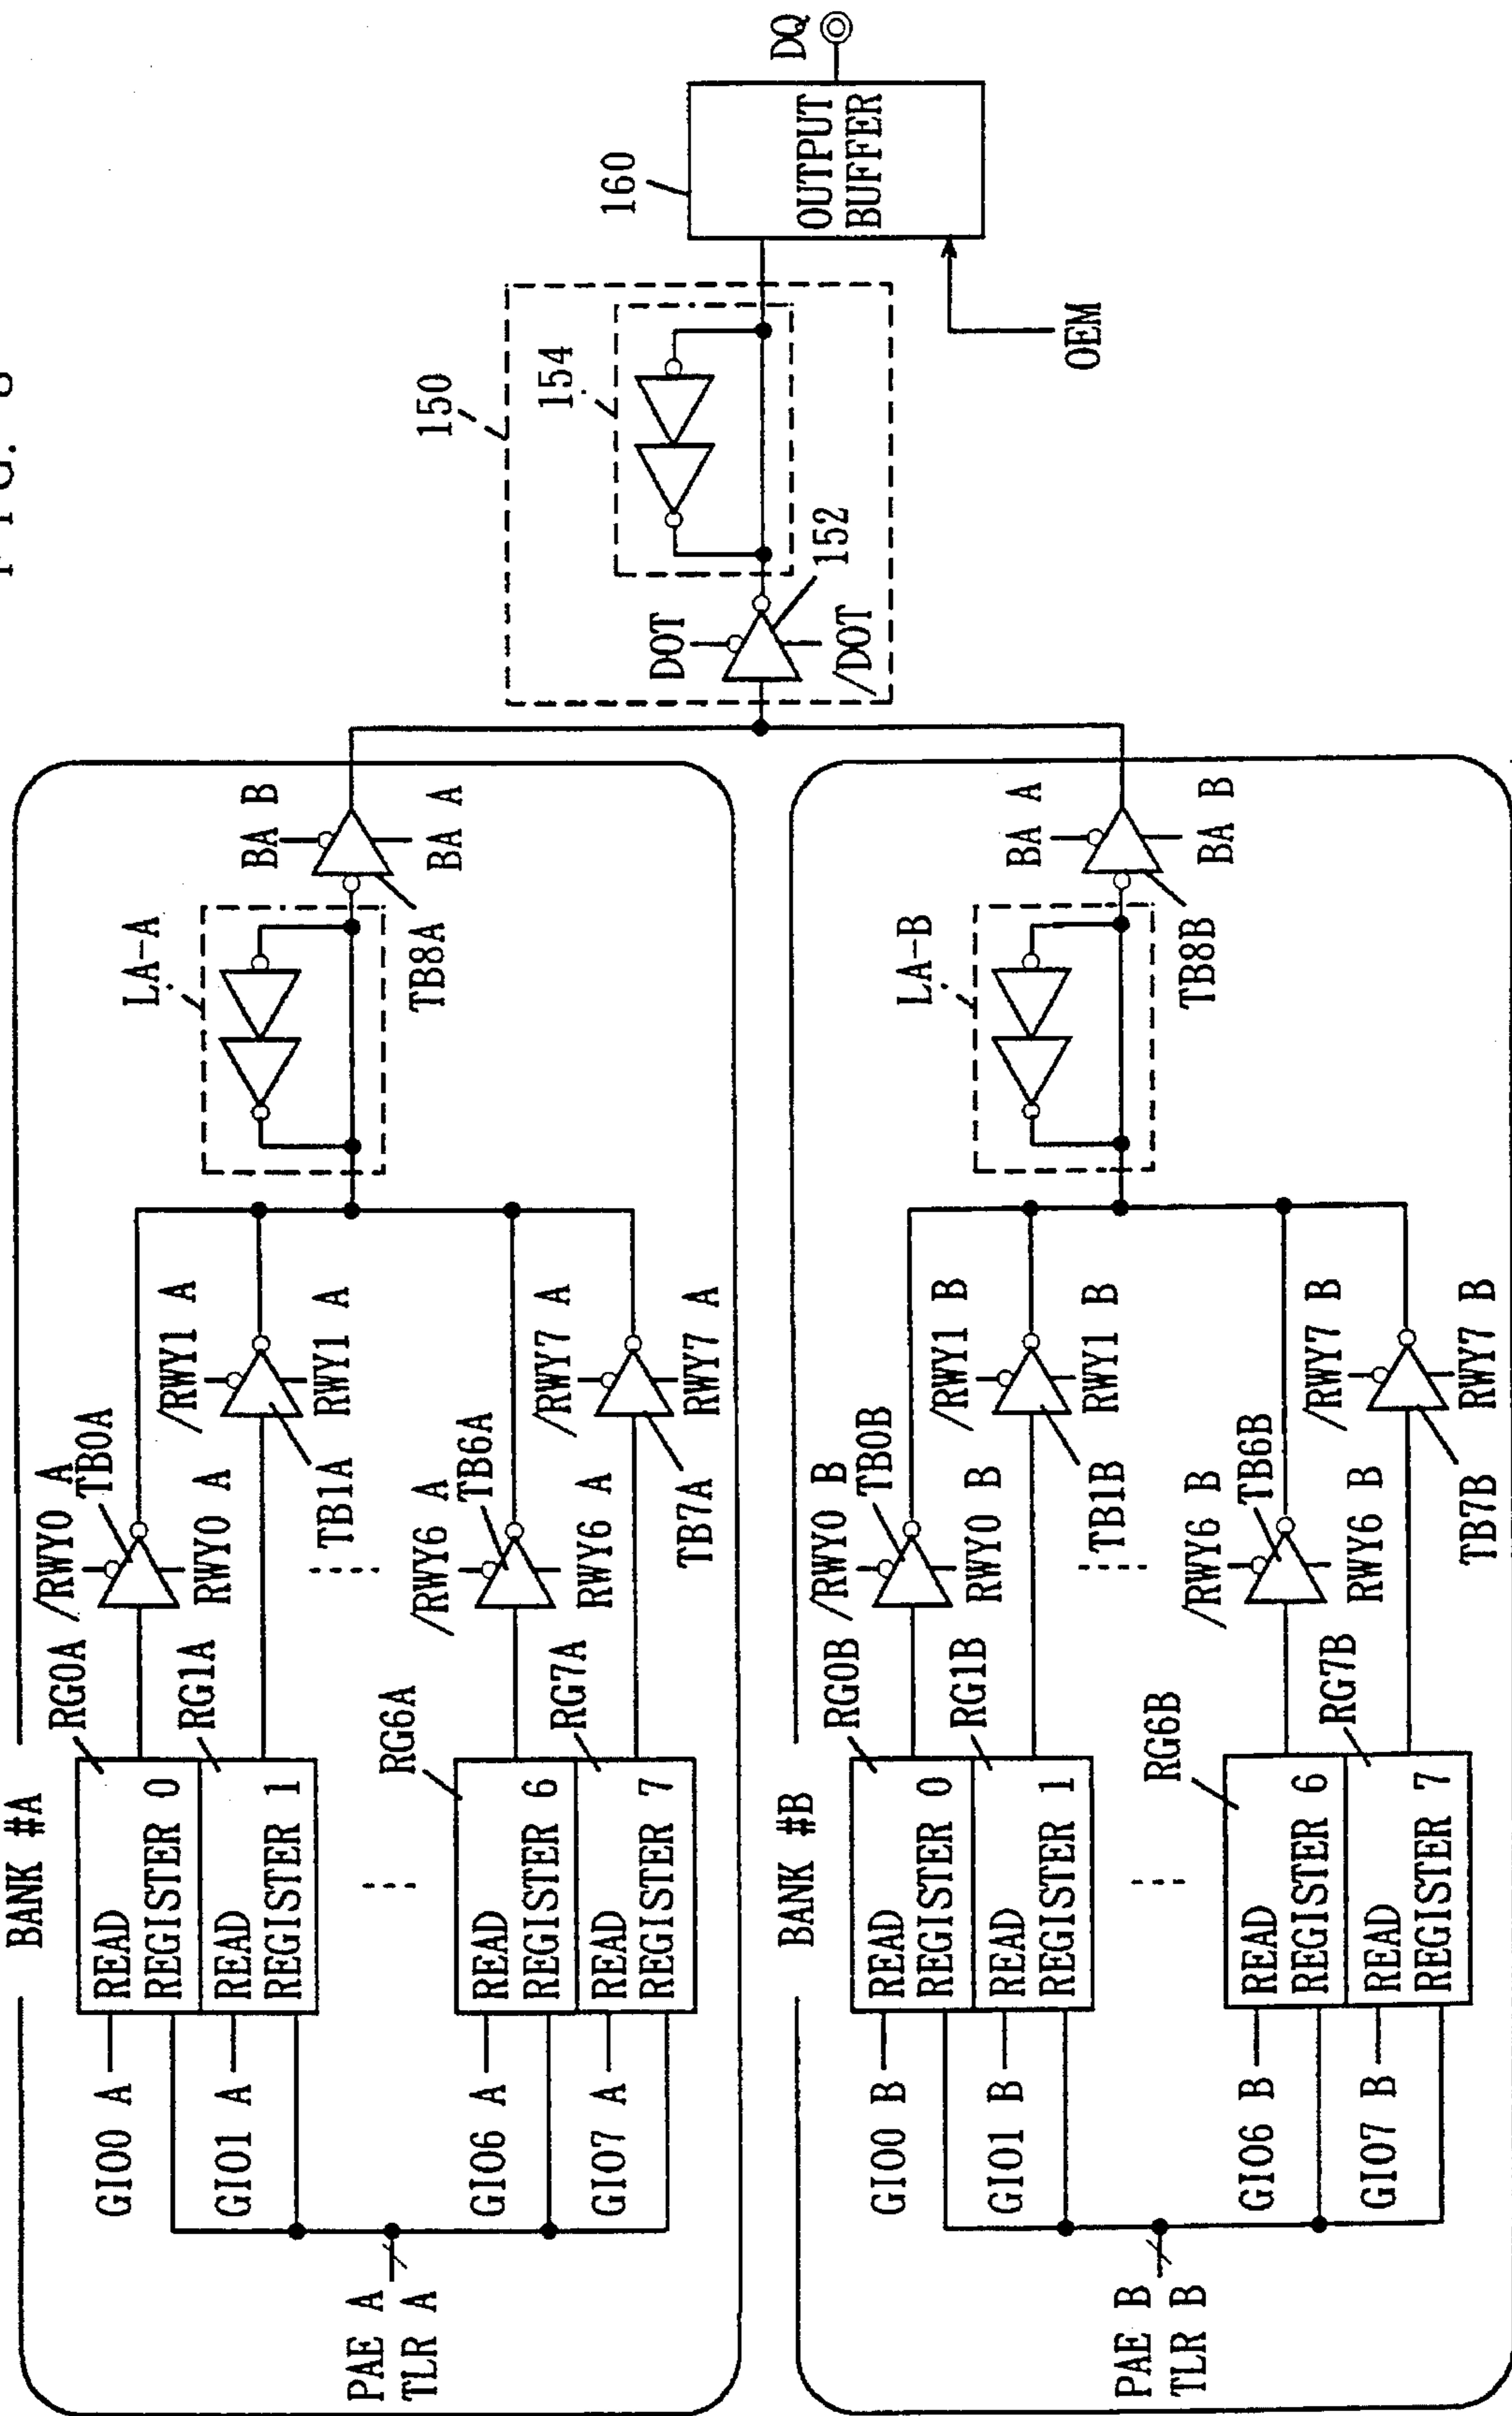 BANK #A
RG0A
/RWY0 A
TB0A
GIO0 A
READ
REGISTER 0
RWY0 A
RG1A
/RWY1 A
GIO1 A
READ
REGISTER 1
TB1A
RWY1 A
LA-A
BA B
BA A
TB8A
RG6A
/RWY6 A
TB6A
GIO6 A
READ
REGISTER 6
RWY6 A
RG7A
/RWY7 A
GIO7 A
READ
REGISTER 7
TB7A
RWY7 A
PAE A
TLR A
150
154
DOT
/DOT
152
160
OUTPUT
BUFFER
DQ
OEM
BANK #B
RG0B
/RWY0 B
TB0B
GIO0 B
READ
REGISTER 0
RWY0 B
RG1B
/RWY1 B
GIO1 B
READ
REGISTER 1
TB1B
RWY1 B
LA-B
BA A
BA B
TB8B
RG6B
/RWY6 B
TB6B
GIO6 B
READ
REGISTER 6
RWY6 B
RG7B
/RWY7 B
GIO7 B
READ
REGISTER 7
TB7B
RWY7 B
PAE B
TLR B